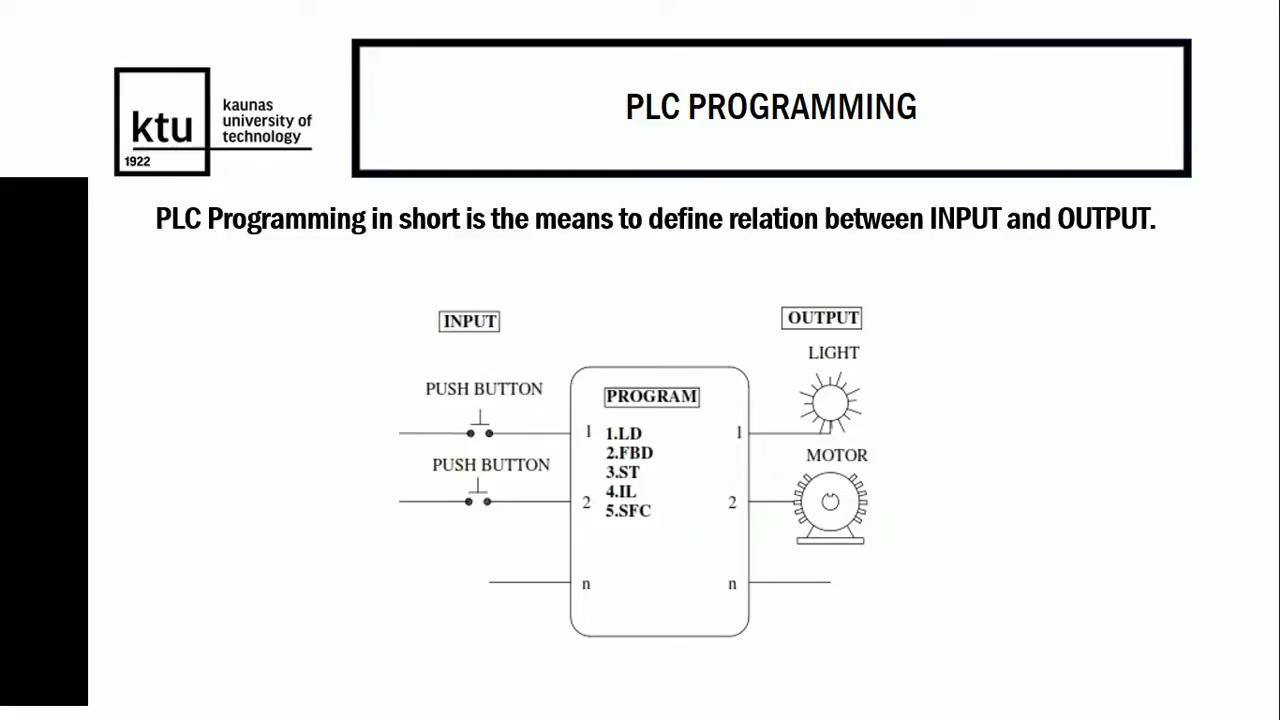 PLC PROGRAMMING
ktu
1922
kaunas
university of
technology
PLC Programming in short is the means to define relation between INPUT and OUTPUT.
INPUT
OUTPUT
LIGHT
PUSH BUTTON
PROGRAM
1
1.LD
1
2.FBD
MOTOR
PUSH BUTTON
3.ST
4.IL
2
2
5.SFC
n
n